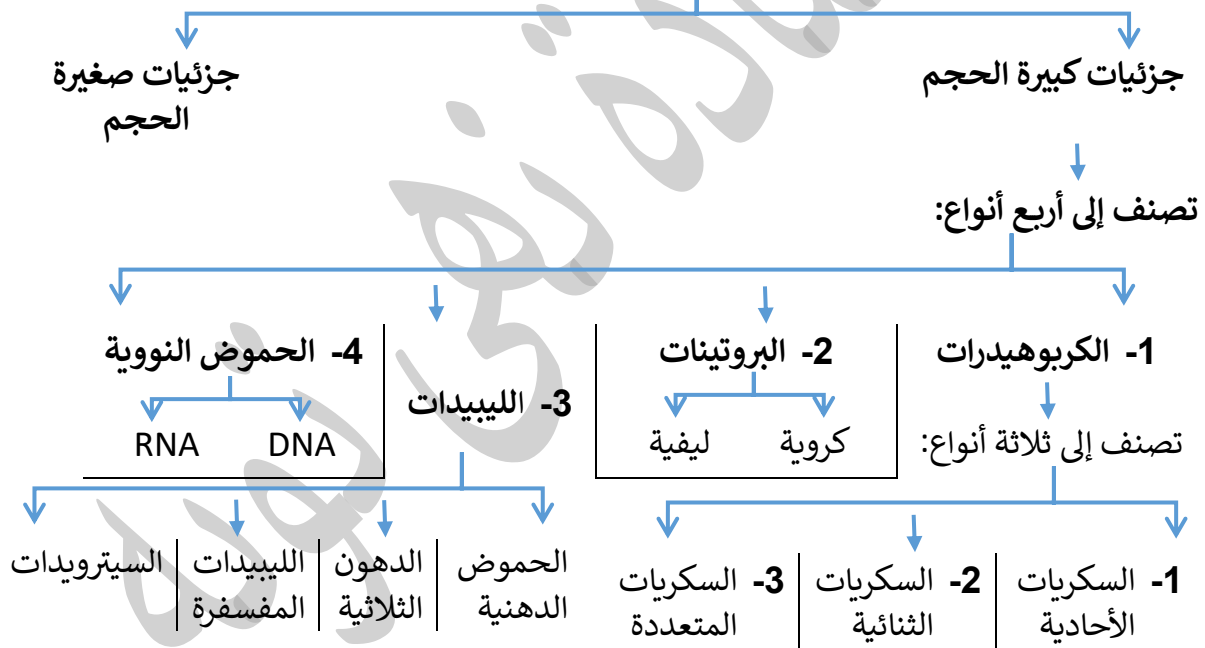 جزئيات كبيرة الحجم
جزئيات صغيرة
الحجم
تصنف إلى أربع أنواع:
1- الكربوهيدرات
2- البروتينات
3- الليبيدات
4- الحموض النووية
تصنف إلى ثلاثة أنواع:
كروية
ليفية
DNA
RNA
1- السكريات
الأحادية
2- السكريات
الثنائية
3- السكريات
المتعددة
الحموض
الدهنية
الدهون
الثلاثية
الليبيدات
المفسفرة
السيترويدات